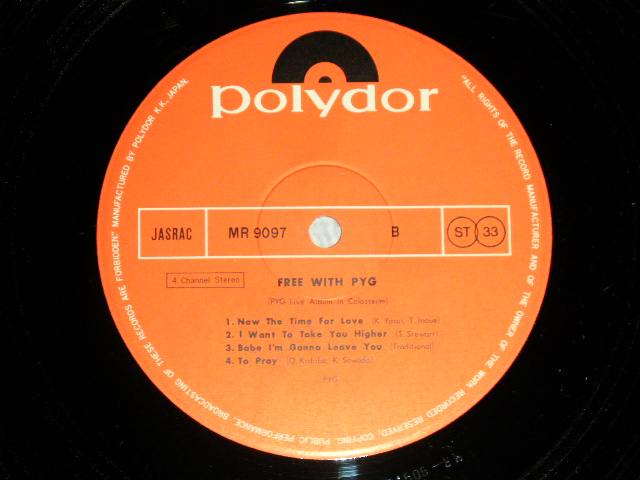 polydor
JASRAC
MR 9097
B
ST 33
4 Channel Stereo
FREE WITH PYG
(PYG Live Album In Colosseum)
1. Now The Time For Love (K. Yasui, T. Inoue)
2. I Want To Take You Higher (S. Stewart)
3. Babe I'm Gonna Leave You (Traditional)
4. To Pray (O. Kishibe, K. Sawada)
PYG
"ALL RIGHTS OF THE RECORD MANUFACTURER AND OF THE OWNER OF THE WORK RECORDED RESERVED, COPYING, PUBLIC PERFORMANCE, BROADCASTING OF THESE RECORDS ARE FORBIDDEN" MANUFACTURED BY POLYDOR K.K., JAPAN.